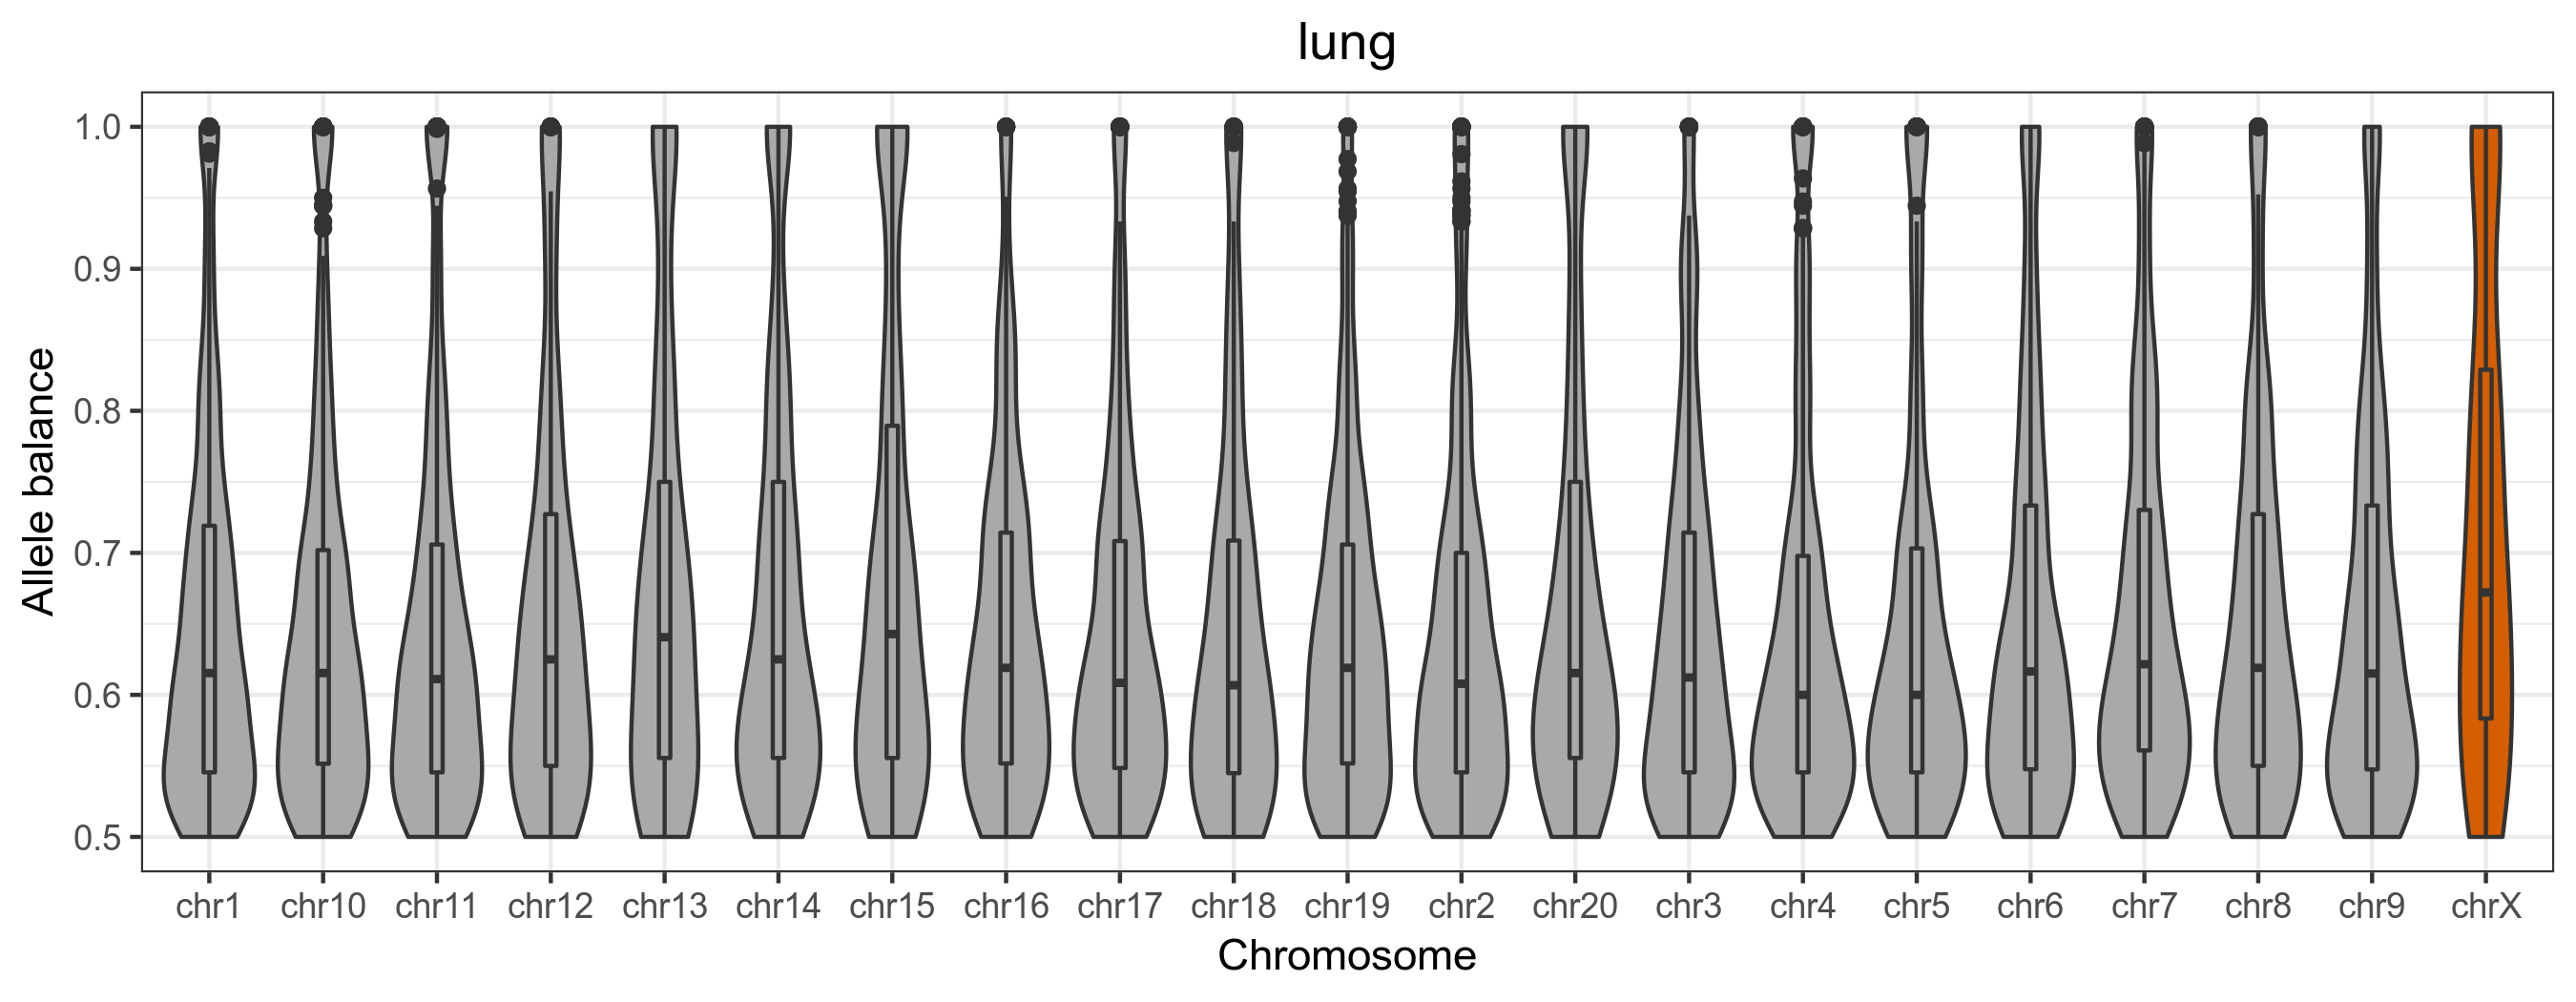 lung
Allele balance
1.0
0.9
0.8
0.7
0.6
0.5
chr1 chr10 chr11 chr12 chr13 chr14 chr15 chr16 chr17 chr18 chr19 chr2 chr20 chr3 chr4 chr5 chr6 chr7 chr8 chr9 chrX
Chromosome